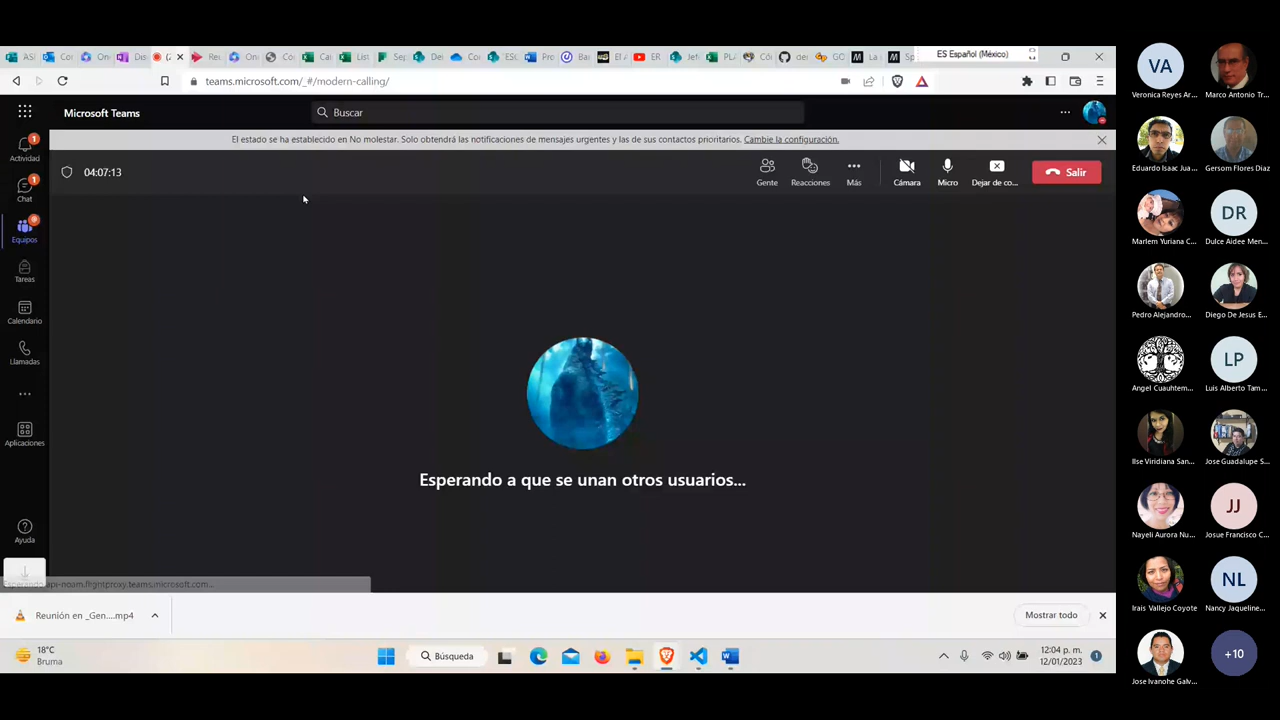 ES Español (México)
teams.microsoft.com/_#/modern-calling/
Microsoft Teams
Buscar
El estado se ha establecido en No molestar. Solo obtendrá las notificaciones de mensajes urgentes y las de sus contactos prioritarios. Cambie la configuración.
04:07:13
Gente
Reacciones
Más
Cámara
Micro
Dejar de co...
Salir
Actividad
Chat
Equipos
Tareas
Calendario
Llamadas
Aplicaciones
Ayuda
Esperando a que se unan otros usuarios...
Reunión en _Gen....mp4
Mostrar todo
18°C
Bruma
Búsqueda
12:04 p. m.
12/01/2023
VA
Veronica Reyes Ar...
Marco Antonio Tr...
Eduardo Isaac Jua...
Gersom Flores Diaz
DR
Marlem Yuriana C...
Dulce Aidee Men...
Pedro Alejandro...
Diego De Jesus E...
LP
Angel Cuauhtem...
Luis Alberto Tam...
Ilse Viridiana San...
Jose Guadalupe S...
JJ
Nayeli Aurora Nu...
Josue Francisco C...
NL
Irais Vallejo Coyote
Nancy Jaqueline...
+10
Jose Ivanohe Galv...